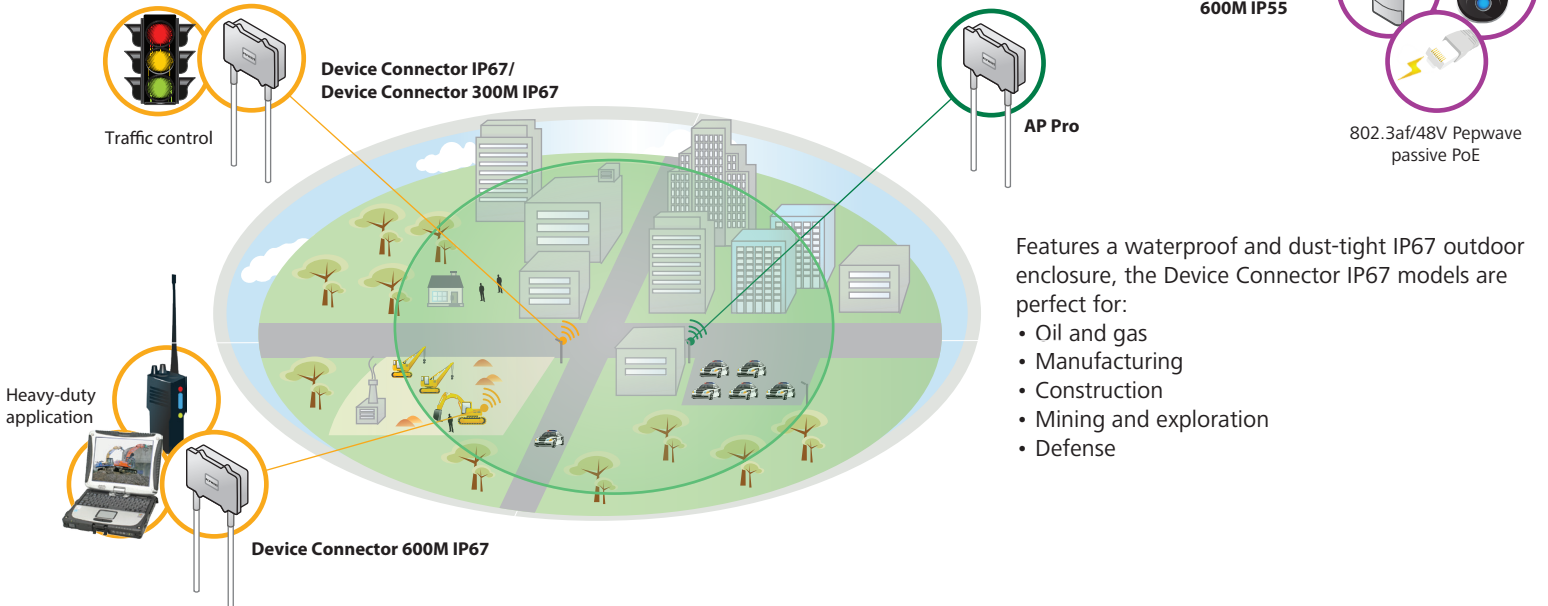 600M IP55
Device Connector IP67/
Device Connector 300M IP67
Traffic control
AP Pro
802.3af/48V Pepwave
passive PoE
Features a waterproof and dust-tight IP67 outdoor
enclosure, the Device Connector IP67 models are
perfect for:
• Oil and gas
• Manufacturing
• Construction
• Mining and exploration
• Defense
Heavy-duty
application
Device Connector 600M IP67